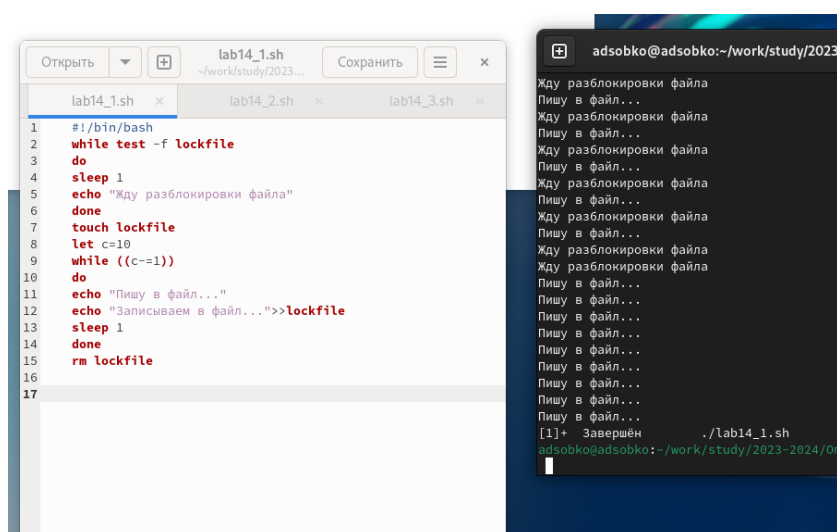 Открыть
lab14_1.sh
~/work/study/2023...
Сохранить
lab14_1.sh
lab14_2.sh
lab14_3.sh
1 #!/bin/bash
2 while test -f lockfile
3 do
4 sleep 1
5 echo "Жду разблокировки файла"
6 done
7 touch lockfile
8 let c=10
9 while ((c-=1))
10 do
11 echo "Пишу в файл..."
12 echo "Записываем в файл...">>lockfile
13 sleep 1
14 done
15 rm lockfile
16
17
adsobko@adsobko:~/work/study/2023
Жду разблокировки файла
Пишу в файл...
Жду разблокировки файла
Пишу в файл...
Жду разблокировки файла
Пишу в файл...
Жду разблокировки файла
Пишу в файл...
Жду разблокировки файла
Пишу в файл...
Жду разблокировки файла
Жду разблокировки файла
Пишу в файл...
Пишу в файл...
Пишу в файл...
Пишу в файл...
Пишу в файл...
Пишу в файл...
Пишу в файл...
Пишу в файл...
Пишу в файл...
[1]+ Завершён ./lab14_1.sh
adsobko@adsobko:~/work/study/2023-2024/Оп